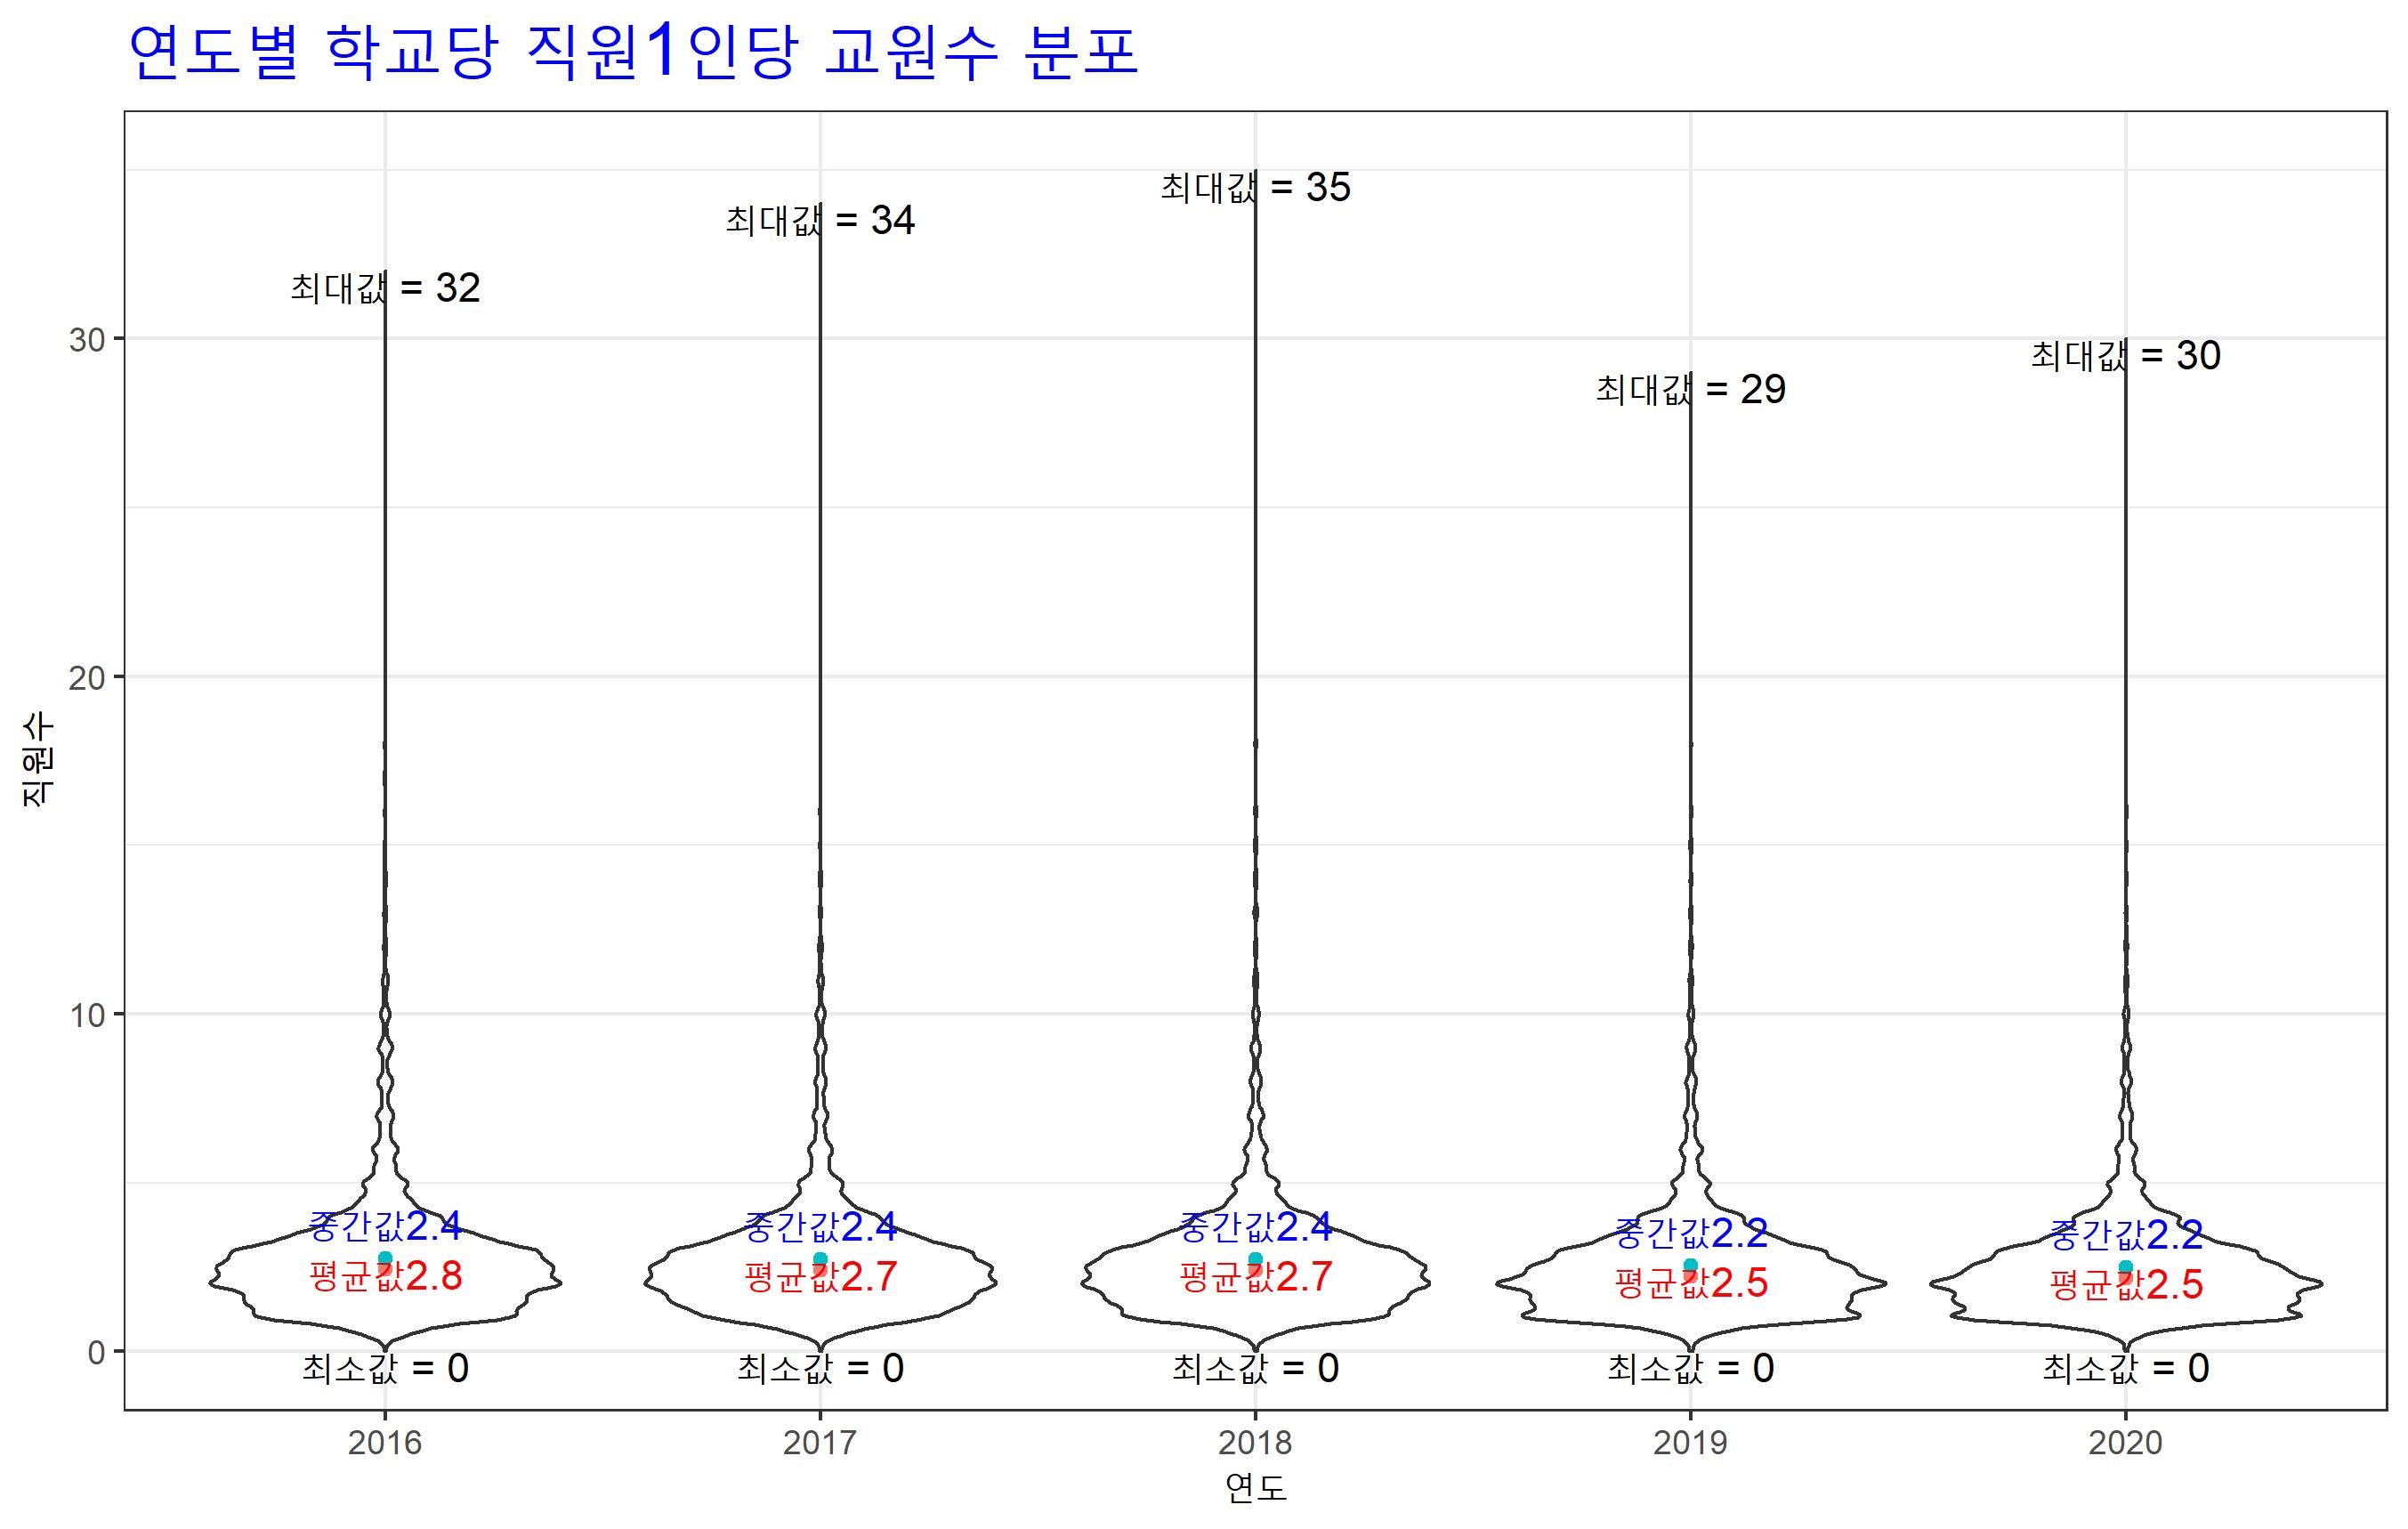 연도별 학교당 직원1인당 교원수 분포
최대값 = 35
최대값 = 34
최대값 = 32
30
최대값 = 30
최대값 = 29
20
직원수
10
중간값2.4
중간값2.4
중간값2.4
중간값2.2
중간값2.2
평균값2.8
평균값2.7
평균값2.7
평균값2.5
평균값2.5
0
최소값 = 0
최소값 = 0
최소값 = 0
최소값 = 0
최소값 = 0
2016
2017
2018
2019
2020
연도